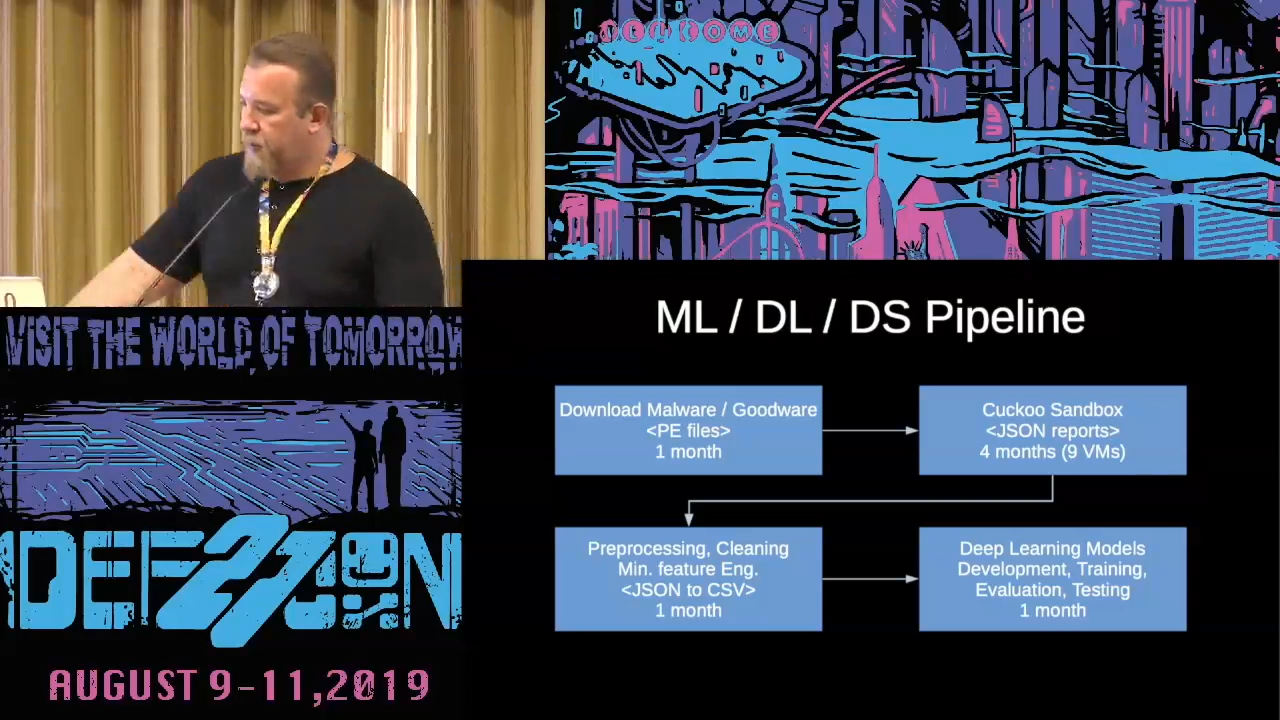 WELCOME
ML / DL / DS Pipeline
Download Malware / Goodware
<PE files>
1 month
Cuckoo Sandbox
<JSON reports>
4 months (9 VMs)
Preprocessing, Cleaning
Min. feature Eng.
<JSON to CSV>
1 month
Deep Learning Models
Development, Training,
Evaluation, Testing
1 month
VISIT THE WORLD OF TOMORROW
DEF27CON
AUGUST 9-11,2019